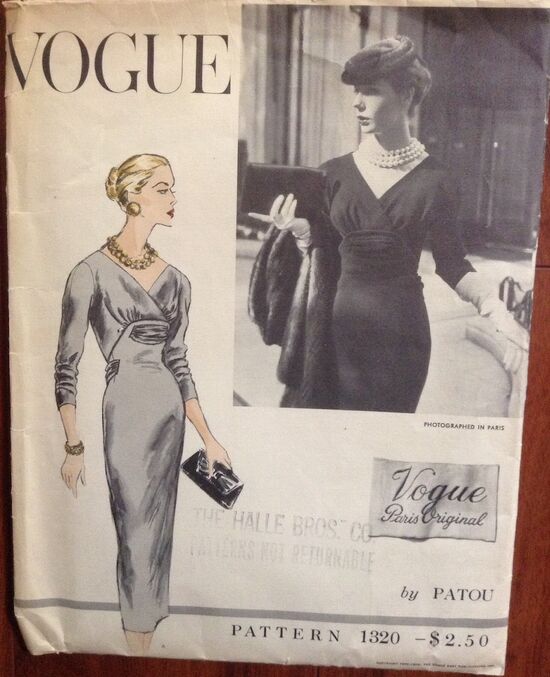 VOGUE
PHOTOGRAPHED IN PARIS
Vogue
Paris Original
THE HALLE BROS. CO
PATTERNS NOT RETURNABLE
by PATOU
PATTERN 1320 - $2.50